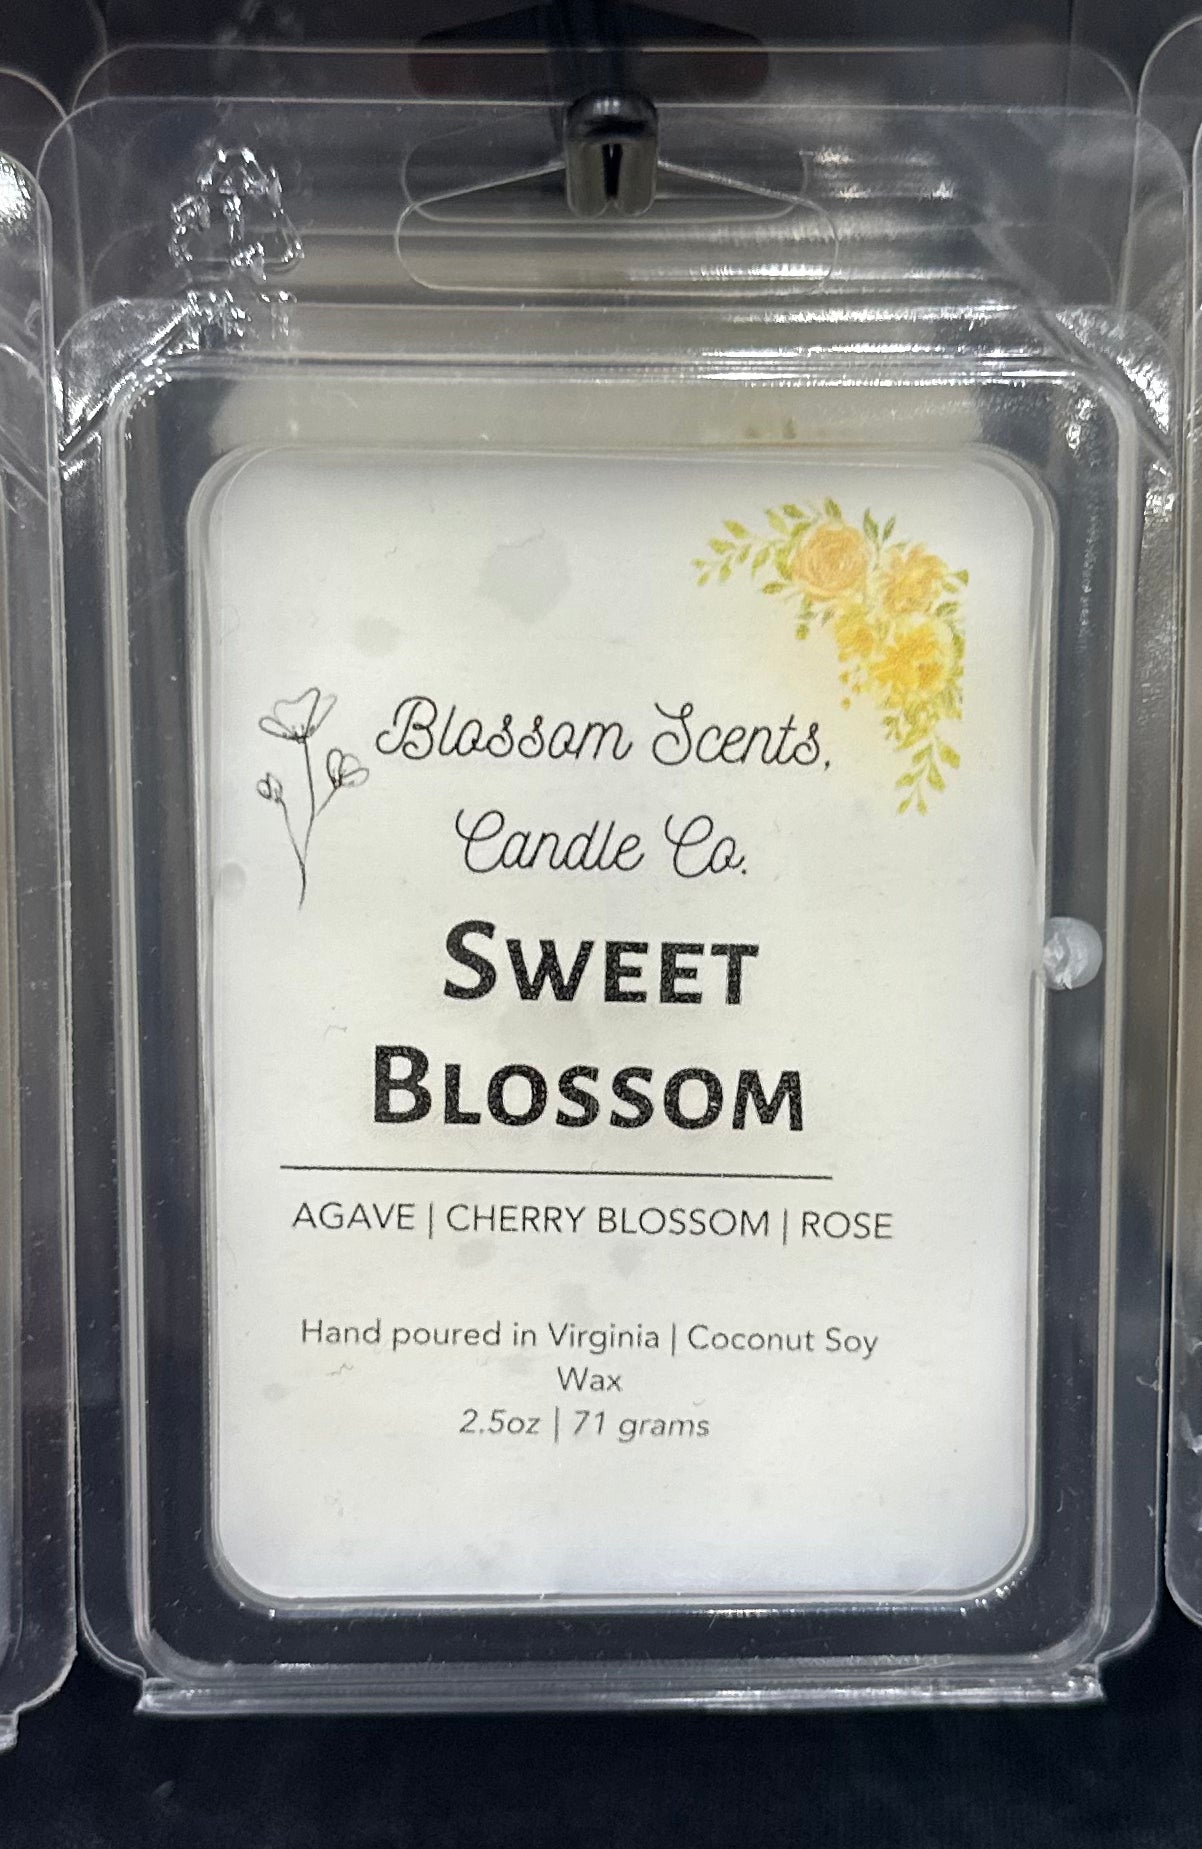 Blossom Scents,
Candle Co.
SWEET
BLOSSOM
AGAVE | CHERRY BLOSSOM | ROSE
Hand poured in Virginia | Coconut Soy
Wax
2.5oz | 71 grams